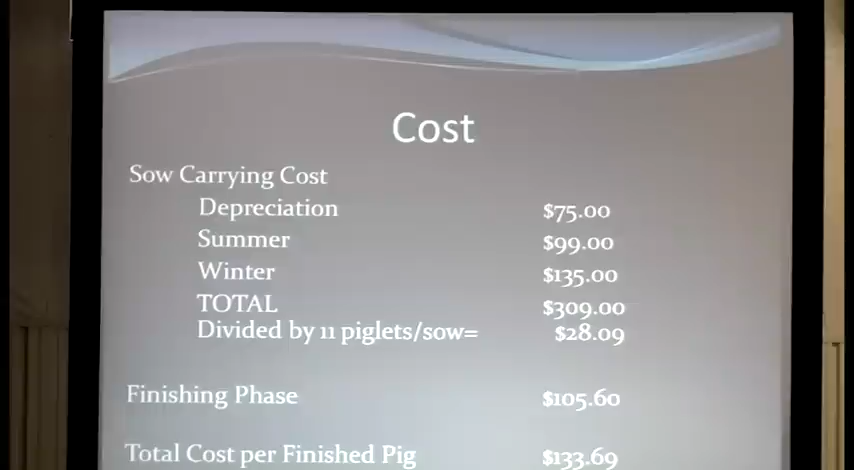 Cost
Sow Carrying Cost
Depreciation $75.00
Summer $99.00
Winter $135.00
TOTAL $309.00
Divided by 11 piglets/sow= $28.09
Finishing Phase $105.60
Total Cost per Finished Pig $133.69